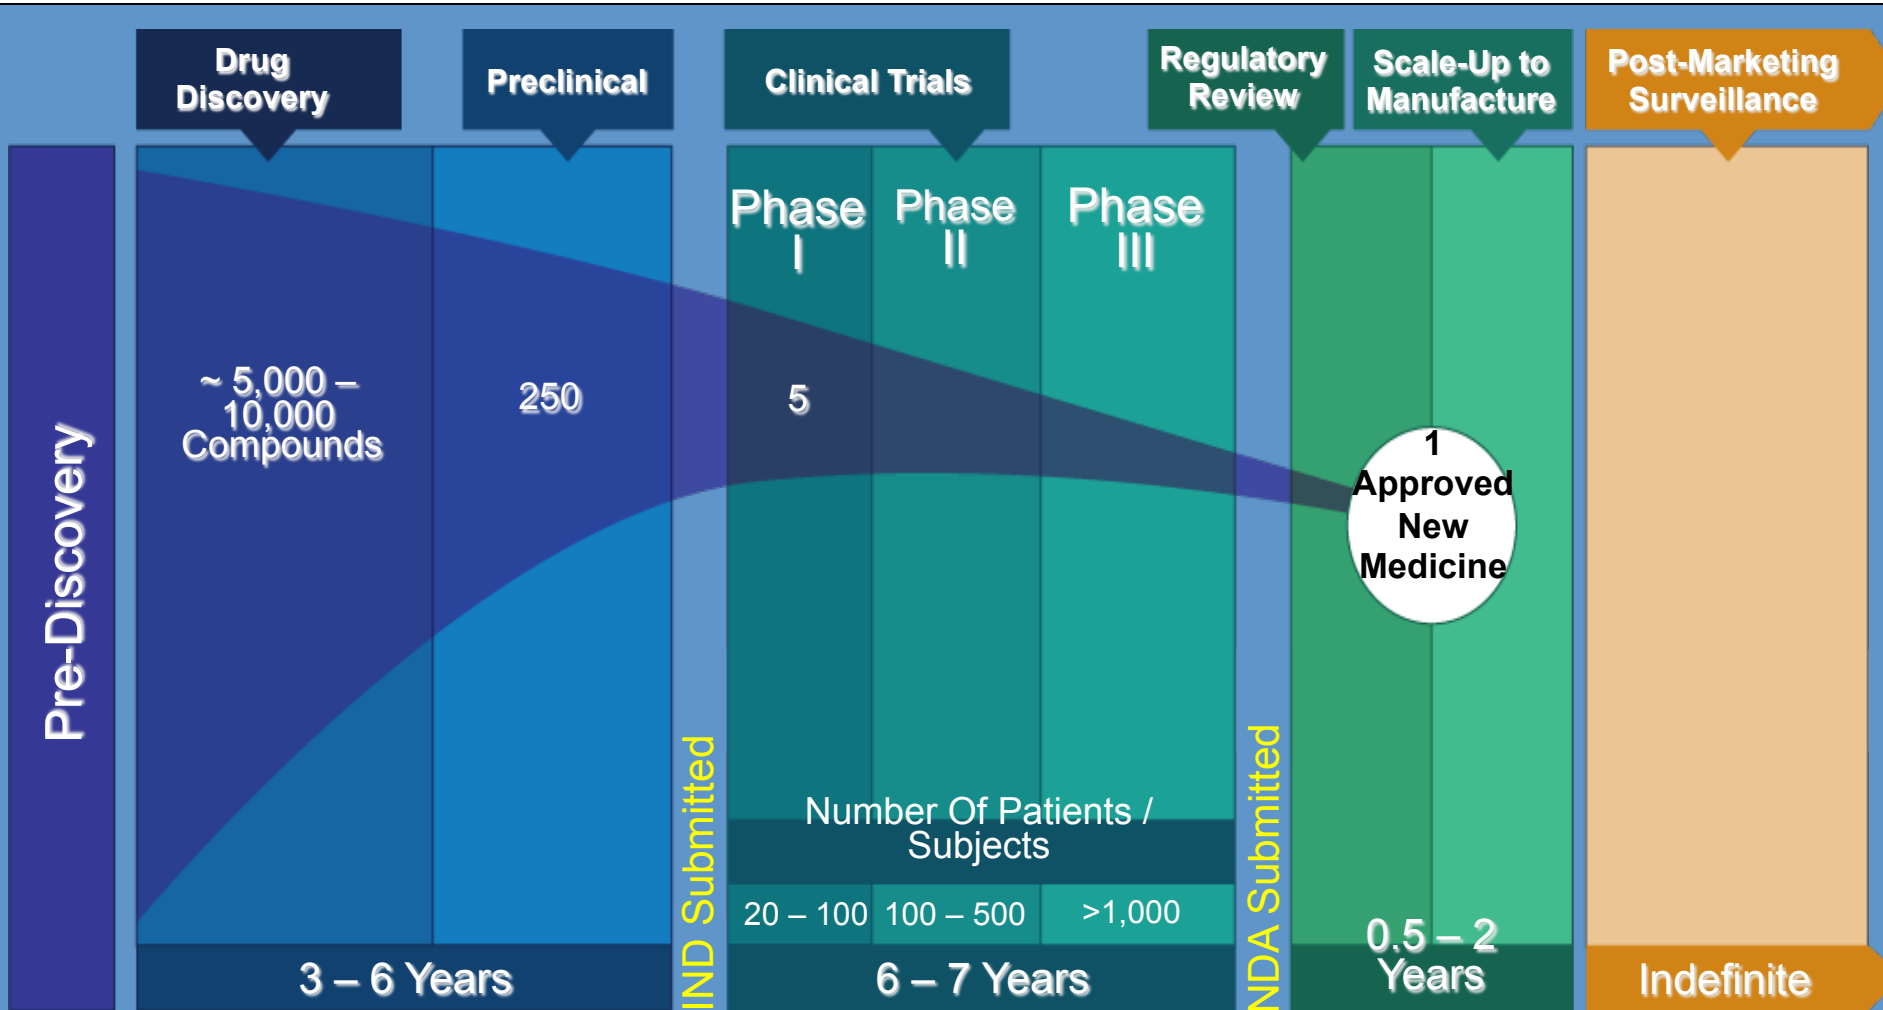 Drug
Discovery
Preclinical
Clinical Trials
Regulatory
Review
Scale-Up to
Manufacture
Post-Marketing
Surveillance
Pre-Discovery
~ 5,000 –
10,000
Compounds
250
Phase
I
Phase
II
Phase
III
5
1
Approved
New
Medicine
IND Submitted
NDA Submitted
Number Of Patients /
Subjects
20 – 100
100 – 500
>1,000
3 – 6 Years
6 – 7 Years
0.5 – 2
Years
Indefinite